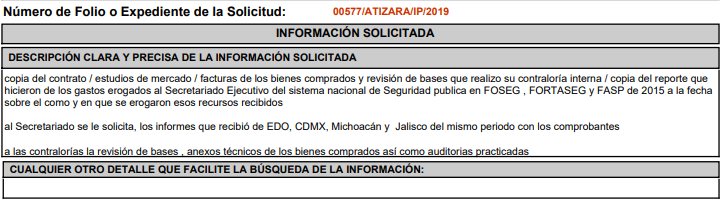 Número de Folio o Expediente de la Solicitud: 00577/ATIZARA/IP/2019
INFORMACIÓN SOLICITADA
DESCRIPCIÓN CLARA Y PRECISA DE LA INFORMACIÓN SOLICITADA
copia del contrato / estudios de mercado / facturas de los bienes comprados y revisión de bases que realizo su contraloría interna / copia del reporte que
hicieron de los gastos erogados al Secretariado Ejecutivo del sistema nacional de Seguridad publica en FOSEG , FORTASEG y FASP de 2015 a la fecha
sobre el como y en que se erogaron esos recursos recibidos
al Secretariado se le solicita, los informes que recibió de EDO, CDMX, Michoacán y Jalisco del mismo periodo con los comprobantes
a las contralorías la revisión de bases , anexos técnicos de los bienes comprados así como auditorias practicadas
CUALQUIER OTRO DETALLE QUE FACILITE LA BÚSQUEDA DE LA INFORMACIÓN: